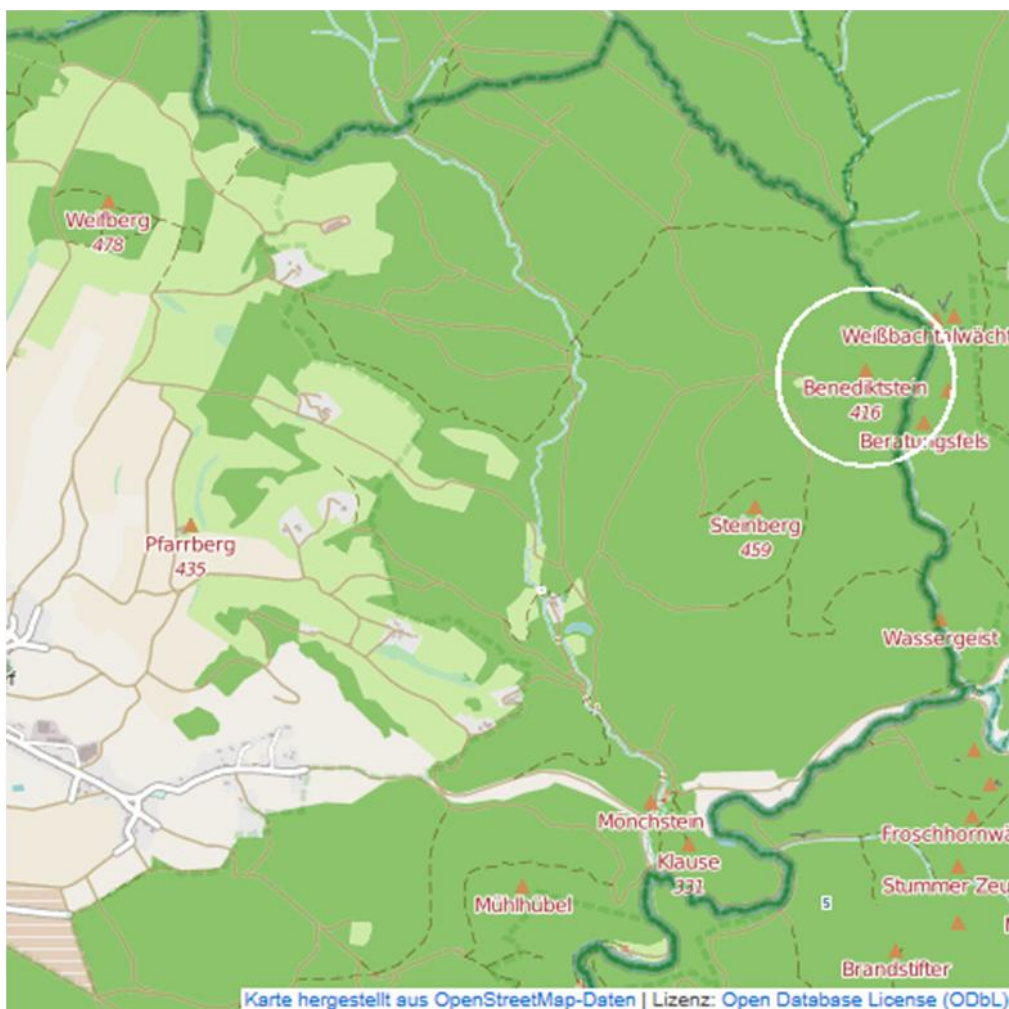 Weifberg
478
Weißbachtalwächt
Benediktstein
416
Beratungsfels
Steinberg
459
Pfarrberg
435
Wassergeist
Mönchstein
Klause
331
Froschhornwä
Mühlhübel
Stummer Zeu
5
Brandstifter
Karte hergestellt aus OpenStreetMap-Daten | Lizenz: Open Database License (ODbL)